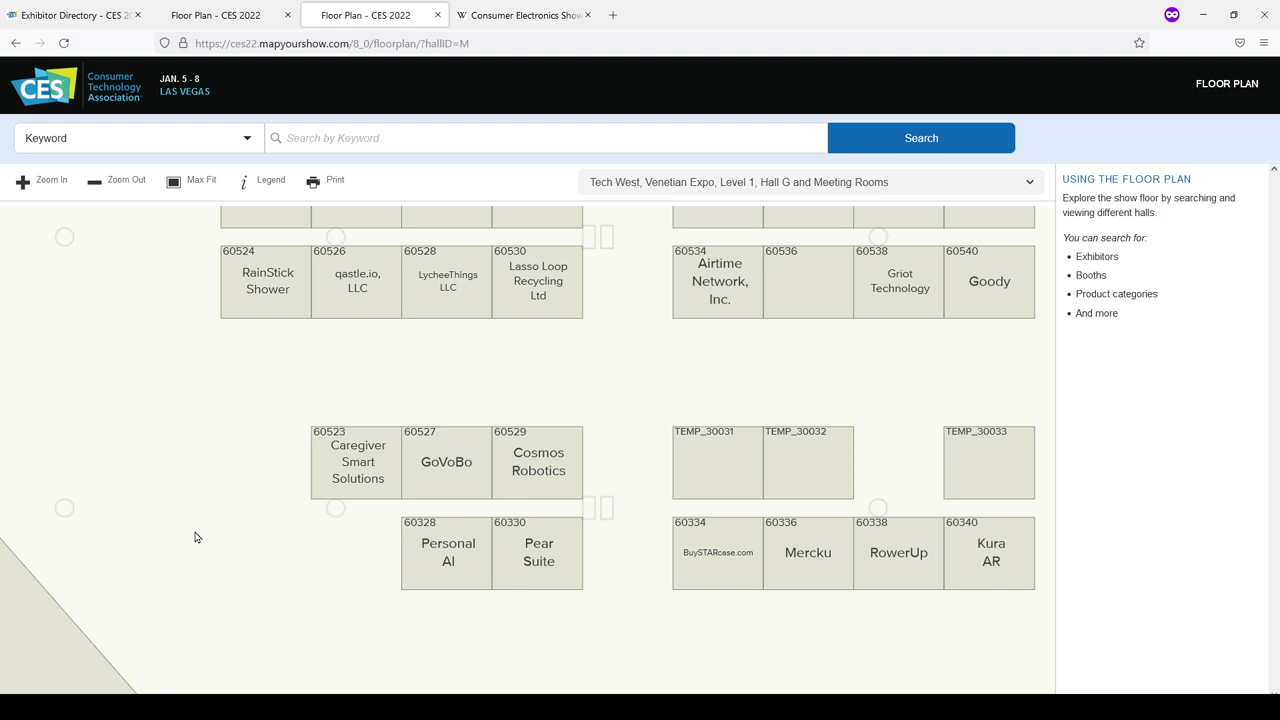 Exhibitor Directory - CES 20
Floor Plan - CES 2022
Floor Plan - CES 2022
Consumer Electronics Show
https://ces22.mapyourshow.com/8_0/floorplan/?hallID=M
CES
Consumer
Technology
Association
JAN. 5 - 8
LAS VEGAS
FLOOR PLAN
Keyword
Search by Keyword
Search
Zoom In
Zoom Out
Max Fit
Legend
Print
Tech West, Venetian Expo, Level 1, Hall G and Meeting Rooms
USING THE FLOOR PLAN
Explore the show floor by searching and
viewing different halls.
You can search for:
Exhibitors
Booths
Product categories
And more
60524
RainStick
Shower
60526
qastle.io,
LLC
60528
LycheeThings
LLC
60530
Lasso Loop
Recycling
Ltd
60534
Airtime
Network,
Inc.
60536
60538
Griot
Technology
60540
Goody
60523
Caregiver
Smart
Solutions
60527
GoVoBo
60529
Cosmos
Robotics
TEMP_30031
TEMP_30032
TEMP_30033
60328
Personal
AI
60330
Pear
Suite
60334
BuySTARcase.com
60336
Mercku
60338
RowerUp
60340
Kura
AR